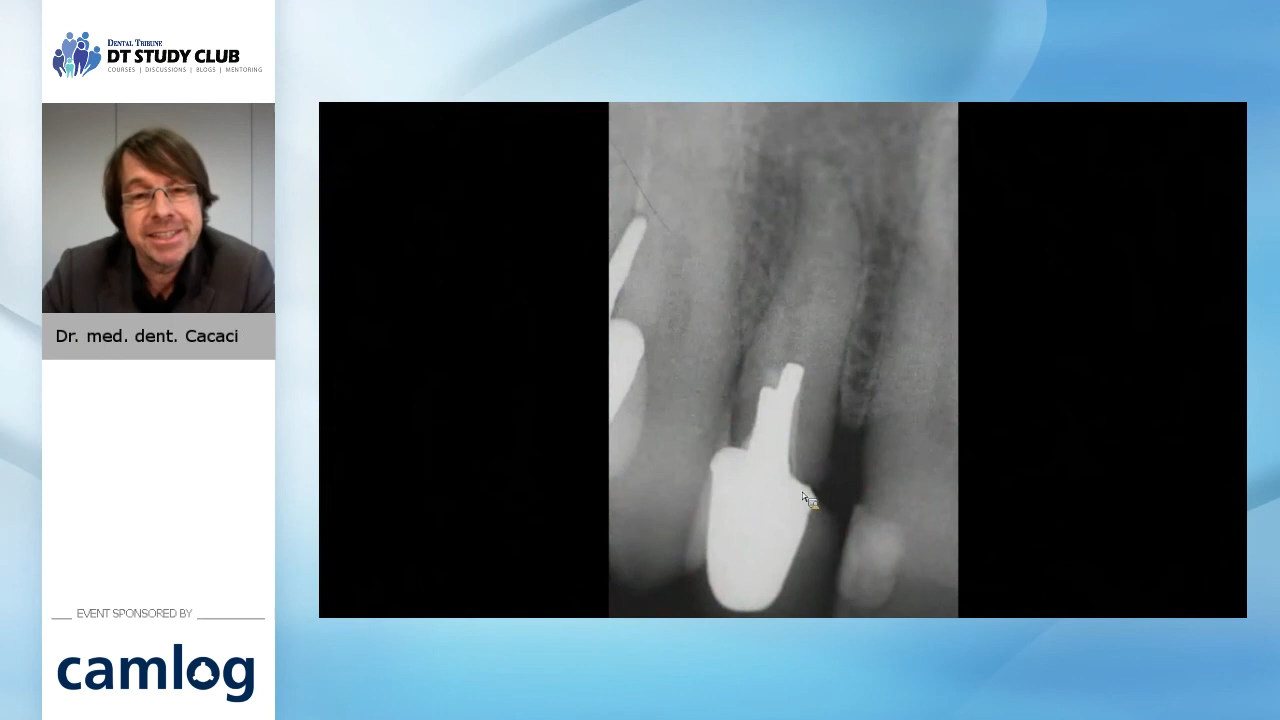 DENTAL TRIBUNE
DT STUDY CLUB
COURSES | DISCUSSIONS | BLOGS | MENTORING
Dr. med. dent. Cacaci
EVENT SPONSORED BY
camlog